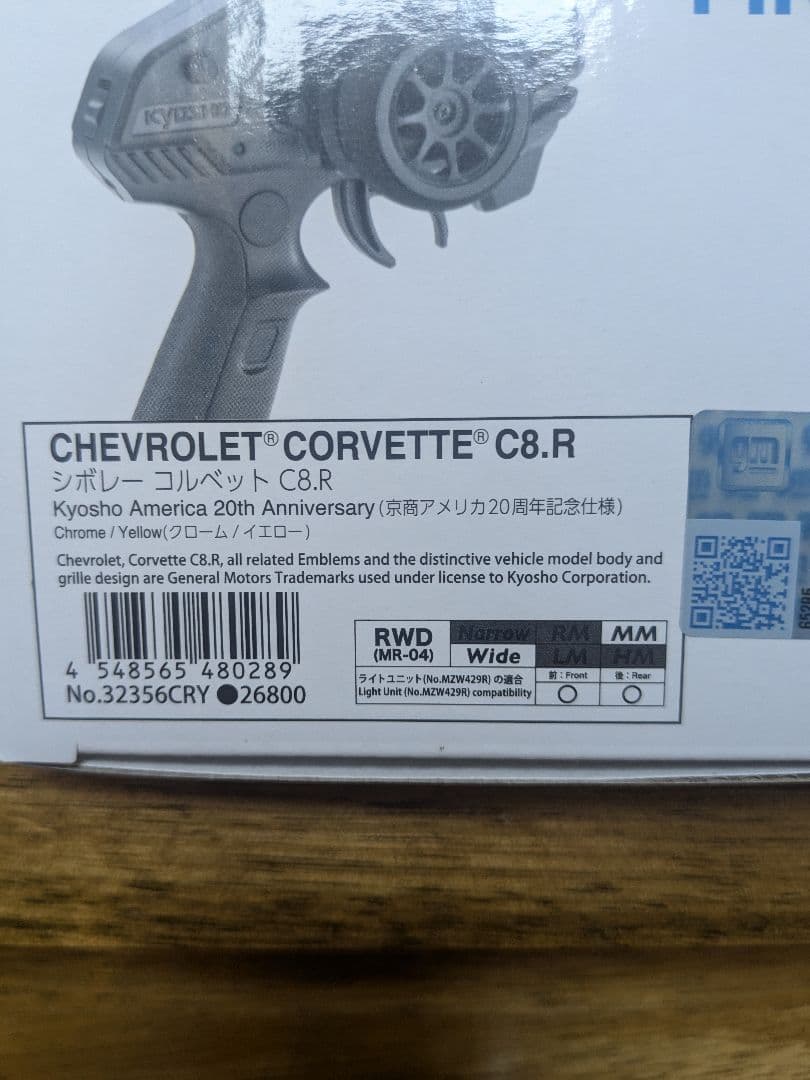 KYOSHO
CHEVROLET® CORVETTE® C8.R
シボレー コルベット C8.R
Kyosho America 20th Anniversary (京商アメリカ20周年記念仕様)
Chrome / Yellow(クローム / イエロー)
Chevrolet, Corvette C8.R, all related Emblems and the distinctive vehicle model body and
grille design are General Motors Trademarks used under license to Kyosho Corporation.
4 548565 480289
No.32356CRY ●26800
RWD
(MR-04)
Narrow RM MM
Wide LM HM
ライトユニット(No.MZW429R) の適合
Light Unit (No.MZW429R) compatibility
前：Front
後：Rear
○ ○
gm